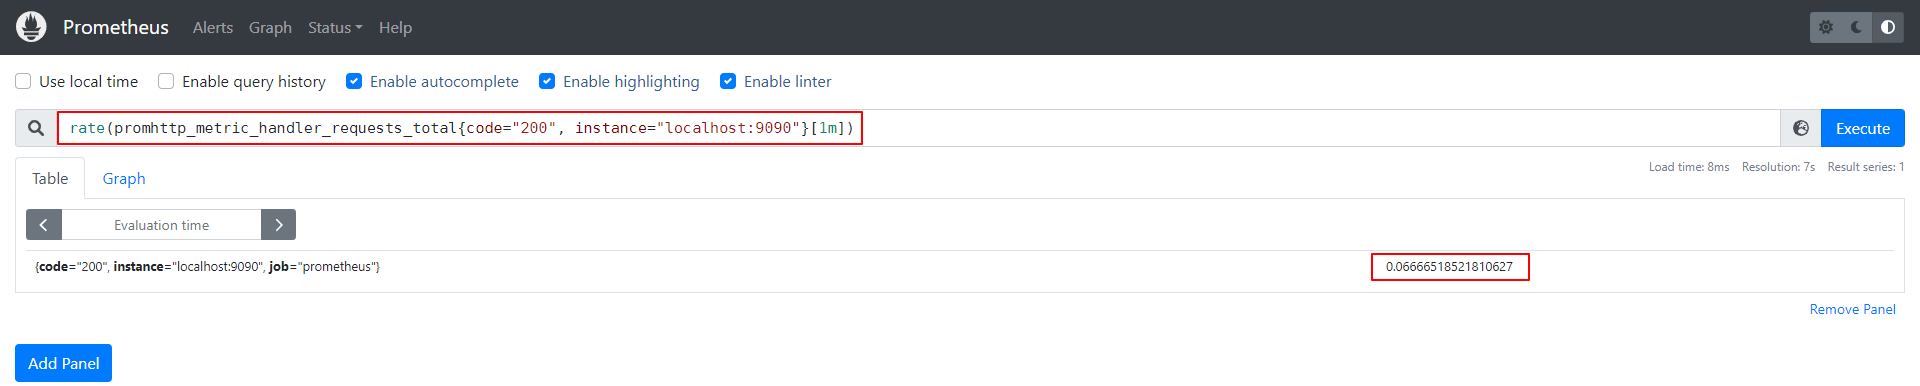 Prometheus Alerts Graph Status Help
Use local time Enable query history Enable autocomplete Enable highlighting Enable linter
rate(promhttp_metric_handler_requests_total{code="200", instance="localhost:9090"}[1m]) Execute
Table Graph Load time: 8ms Resolution: 7s Result series: 1
Evaluation time
{code="200", instance="localhost:9090", job="prometheus"} 0.06666518521810627
Remove Panel
Add Panel